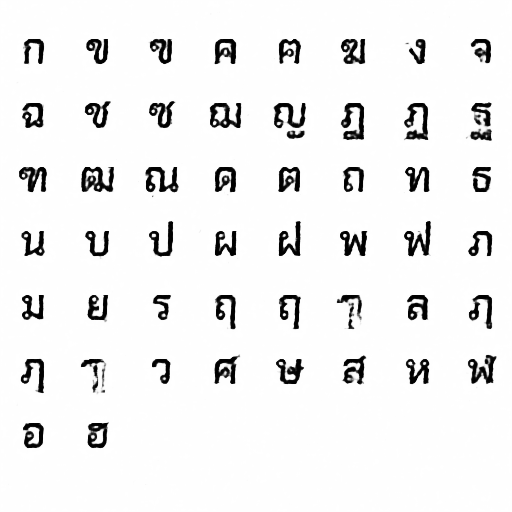 ก ข ฃ ค ฅ ฆ ง จ
ฉ ช ซ ฌ ญ ฎ ฏ ฐ
ฑ ฒ ณ ด ต ถ ท ธ
น บ ป ผ ฝ พ ฟ ภ
ม ย ร ฤ ฤ ล ฦ
ฦ ว ศ ษ ส ห ฬ
อ ฮ